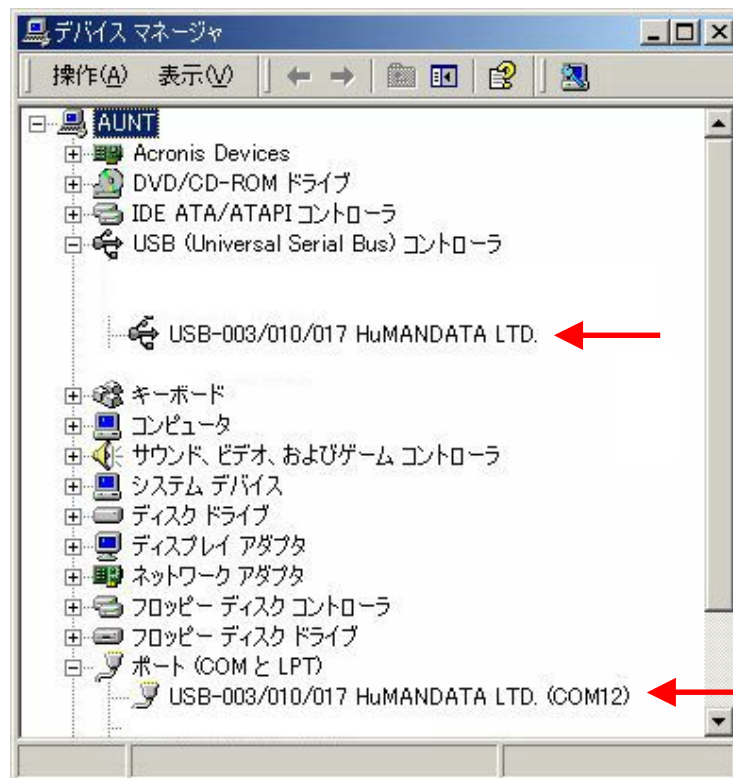 デバイス マネージャ
操作(A) 表示(V)
AUNT
Acronis Devices
DVD/CD-ROM ドライブ
IDE ATA/ATAPI コントローラ
USB (Universal Serial Bus) コントローラ
USB-003/010/017 HuMANDATA LTD.
キーボード
コンピュータ
サウンド、ビデオ、およびゲーム コントローラ
システム デバイス
ディスク ドライブ
ディスプレイ アダプタ
ネットワーク アダプタ
フロッピー ディスク コントローラ
フロッピー ディスク ドライブ
ポート (COM と LPT)
USB-003/010/017 HuMANDATA LTD. (COM12)